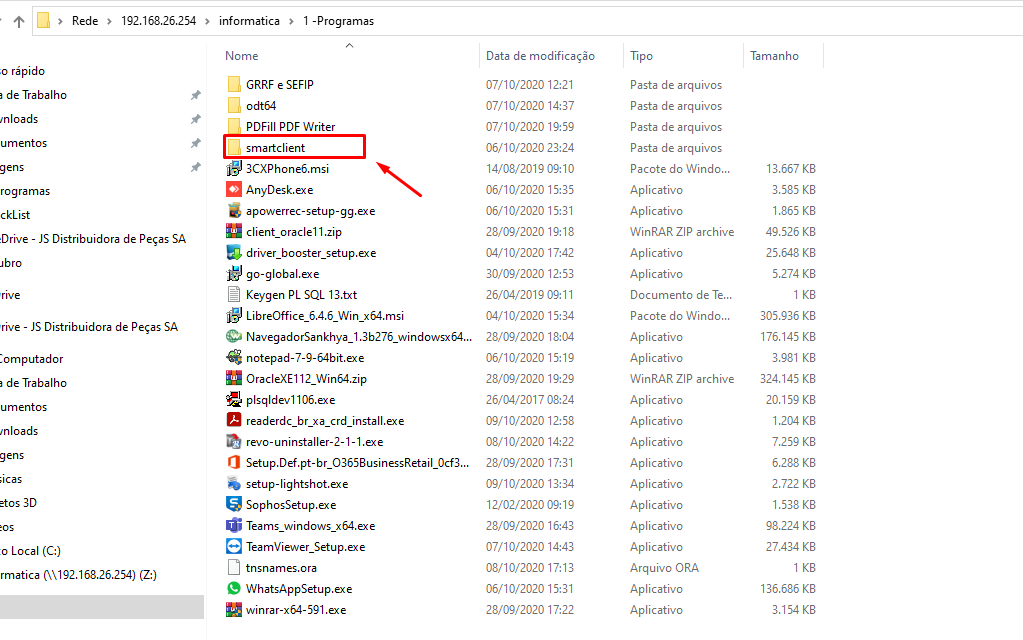 Rede > 192.168.26.254 > informatica > 1 -Programas
Nome Data de modificação Tipo Tamanho
o rápido
a de Trabalho
wnloads
umentos
gens
rogramas
ckList
Drive - JS Distribuidora de Peças SA
ubro
rive
rive - JS Distribuidora de Peças SA
Computador
a de Trabalho
umentos
wnloads
gens
sicas
etos 3D
eos
o Local (C:)
rmatica (\\192.168.26.254) (Z:)
GRRF e SEFIP 07/10/2020 12:21 Pasta de arquivos
odt64 07/10/2020 14:37 Pasta de arquivos
PDFill PDF Writer 07/10/2020 19:59 Pasta de arquivos
smartclient 06/10/2020 23:24 Pasta de arquivos
3CXPhone6.msi 14/08/2019 09:10 Pacote do Windo... 13.667 KB
AnyDesk.exe 06/10/2020 15:35 Aplicativo 3.585 KB
apowerrec-setup-gg.exe 06/10/2020 15:31 Aplicativo 1.865 KB
client_oracle11.zip 28/09/2020 19:18 WinRAR ZIP archive 49.526 KB
driver_booster_setup.exe 04/10/2020 17:42 Aplicativo 25.648 KB
go-global.exe 30/09/2020 12:53 Aplicativo 5.274 KB
Keygen PL SQL 13.txt 26/04/2019 09:11 Documento de Te... 1 KB
LibreOffice_6.4.6_Win_x64.msi 04/10/2020 15:34 Pacote do Windo... 305.936 KB
NavegadorSankhya_1.3b276_windowsx64... 28/09/2020 18:04 Aplicativo 176.145 KB
notepad-7-9-64bit.exe 06/10/2020 15:19 Aplicativo 3.981 KB
OracleXE112_Win64.zip 28/09/2020 19:29 WinRAR ZIP archive 324.145 KB
plsqldev1106.exe 26/04/2017 08:24 Aplicativo 20.159 KB
readerdc_br_xa_crd_install.exe 09/10/2020 12:58 Aplicativo 1.204 KB
revo-uninstaller-2-1-1.exe 08/10/2020 14:22 Aplicativo 7.259 KB
Setup.Def.pt-br_O365BusinessRetail_0cf3... 28/09/2020 17:31 Aplicativo 6.288 KB
setup-lightshot.exe 09/10/2020 13:34 Aplicativo 2.722 KB
SophosSetup.exe 12/02/2020 09:19 Aplicativo 1.538 KB
Teams_windows_x64.exe 28/09/2020 16:43 Aplicativo 98.224 KB
TeamViewer_Setup.exe 07/10/2020 14:43 Aplicativo 27.434 KB
tnsnames.ora 08/10/2020 17:13 Arquivo ORA 1 KB
WhatsAppSetup.exe 06/10/2020 15:31 Aplicativo 136.686 KB
winrar-x64-591.exe 28/09/2020 17:22 Aplicativo 3.154 KB